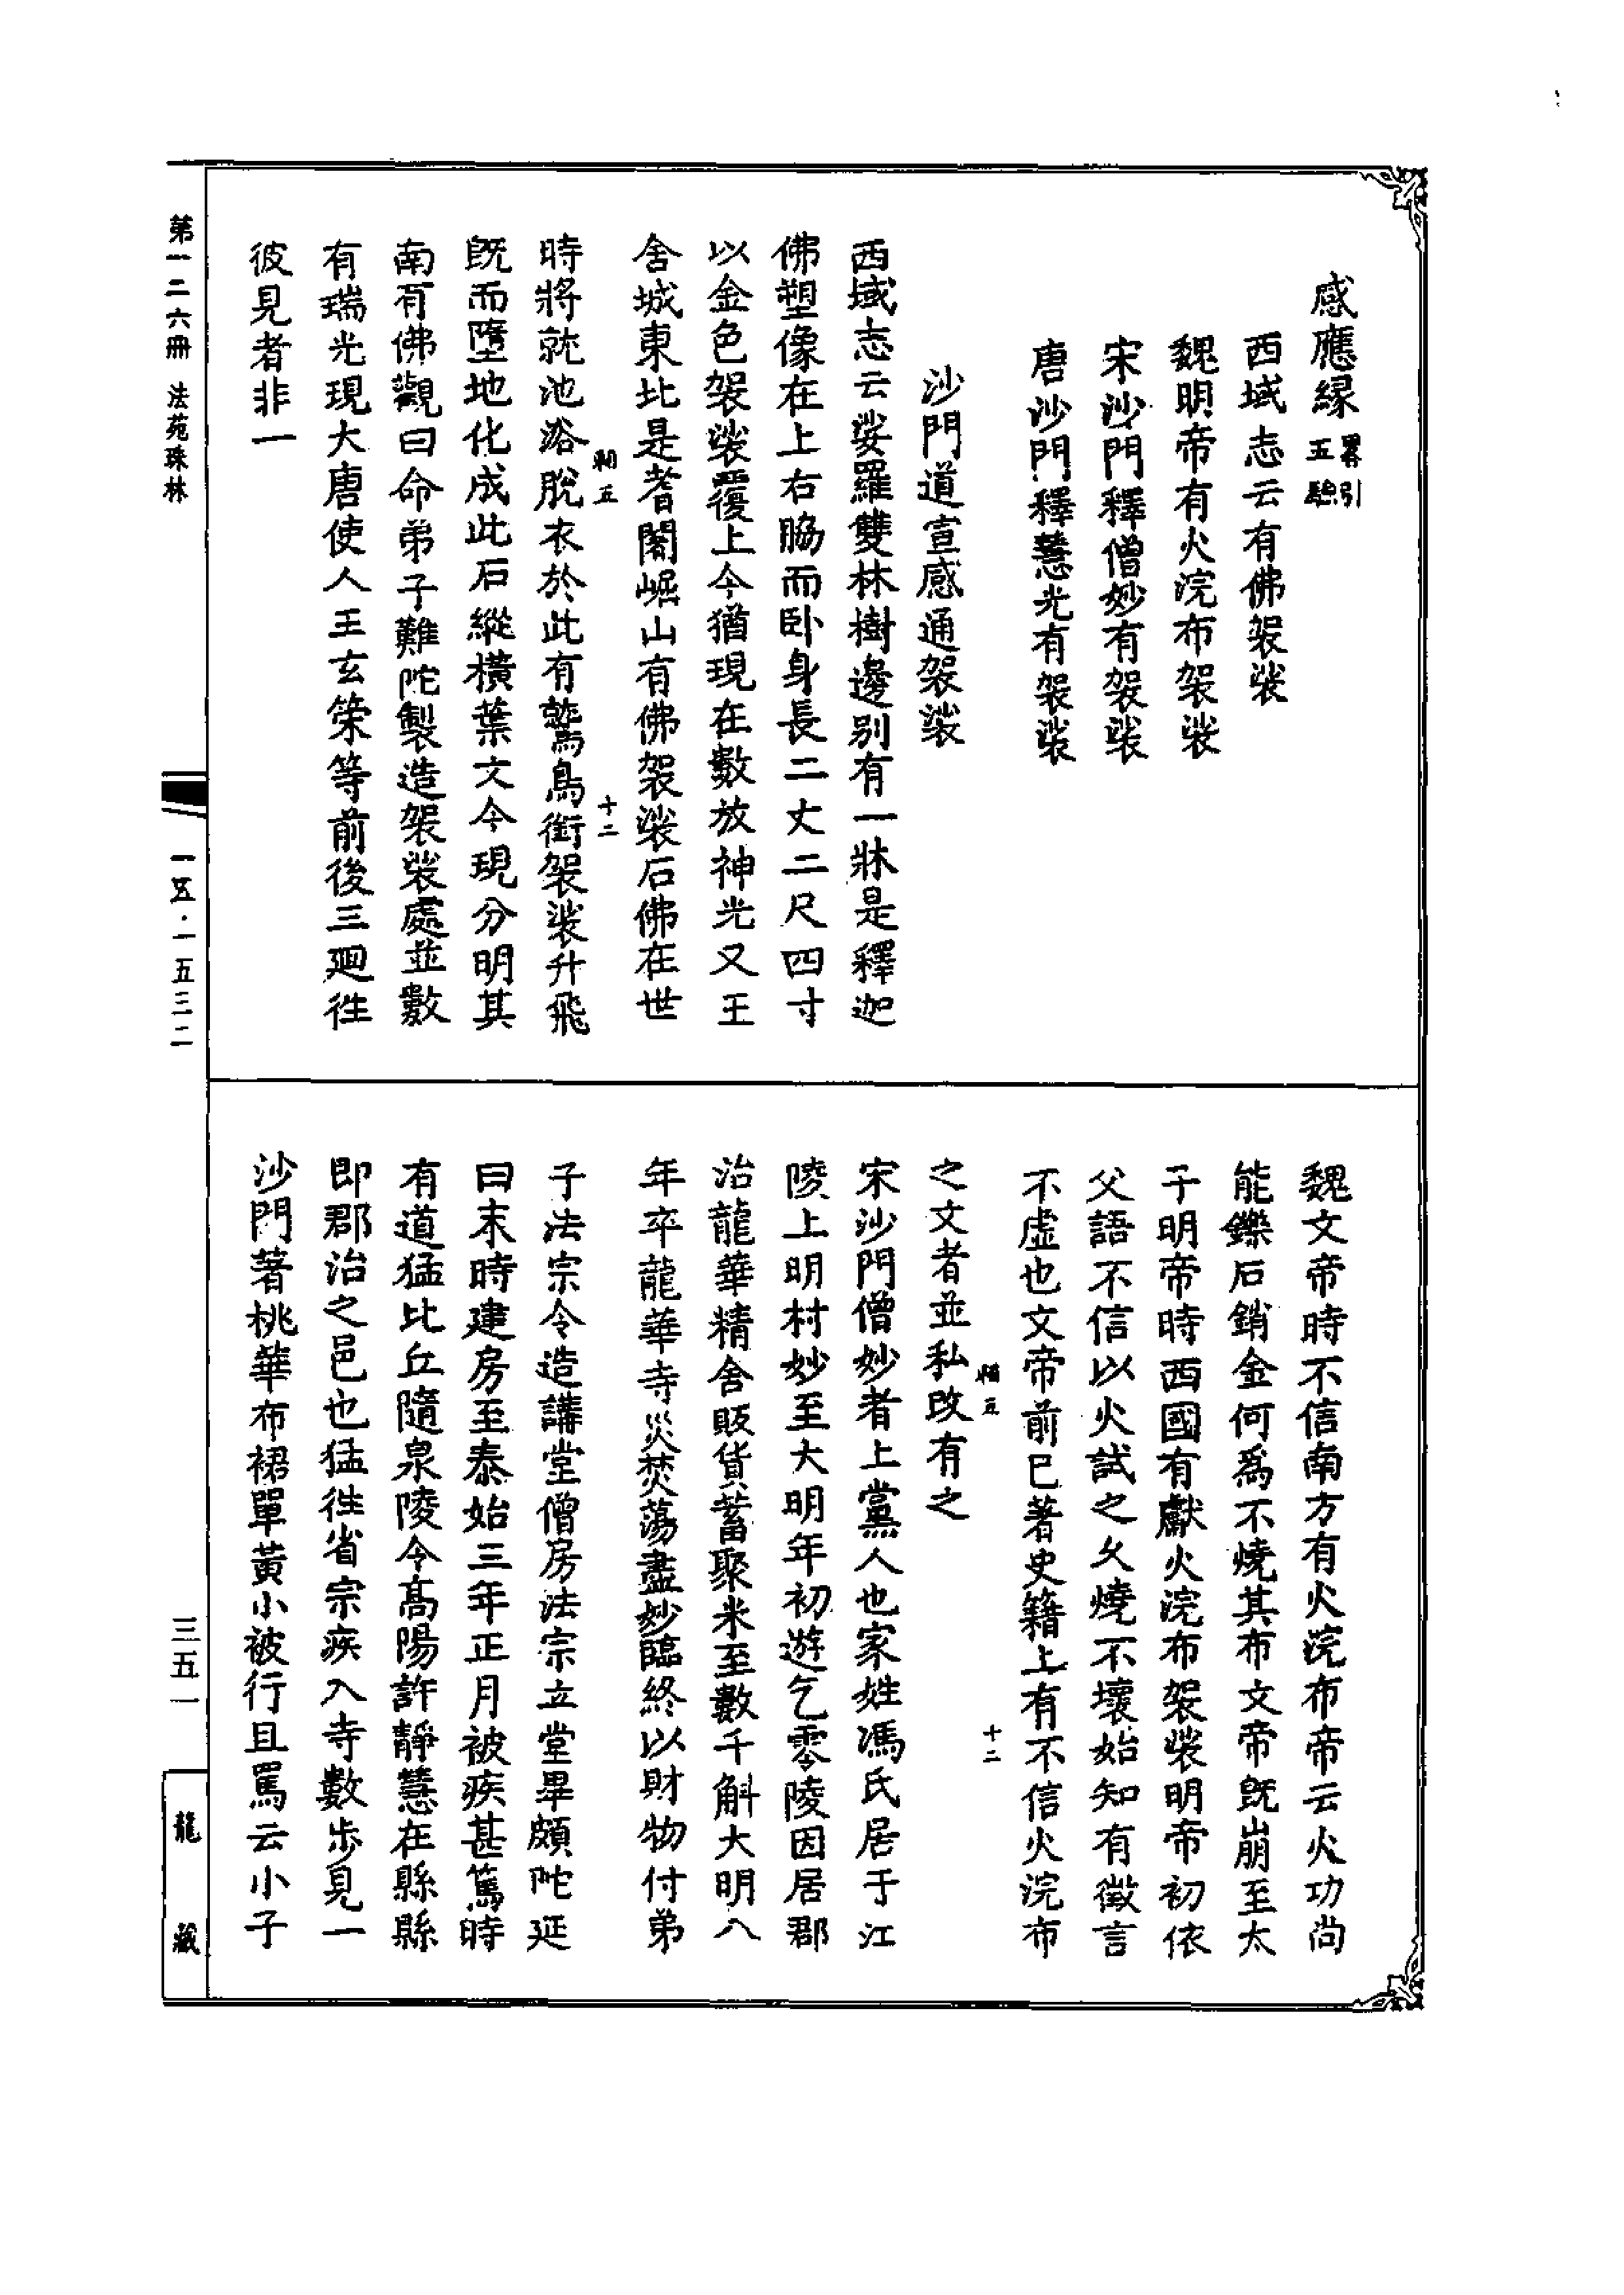 感應緣畧引五驗
西域志云有佛袈裟
魏明帝有火浣布袈裟
宋沙門釋僧妙有袈裟
唐沙門釋慧光有袈裟
沙門道宣感通袈裟
西域志云娑羅雙林樹邊別有一牀是釋迦
佛塑像在上右脇而卧身長二丈二尺四寸
以金色袈裟覆上今猶現在數放神光又王
舍城東北是耆闍崛山有佛袈裟石佛在世
時將就池浴脫衣於此有鷲鳥銜袈裟升飛
既而墮地化成此石縱橫葉文今現分明其
南有佛觀曰命弟子難陀製造袈裟處並數
有瑞光現大唐使人王玄策等前後三迴往
彼見者非一
魏文帝時不信南方有火浣布帝云火功尚
能鑠石銷金何為不燒其布文帝既崩至太
子明帝時西國有獻火浣布袈裟明帝初依
父語不信以火試之久燒不壞始知有徵言
不虛也文帝前已著史籍上有不信火浣布
之文者並私改有之
宋沙門僧妙者上黨人也家姓馮氏居于江
陵上明村妙至大明年初遊乞零陵因居郡
治龍華精舍販貨蓄聚米至數千斛大明八
年卒龍華寺災焚蕩盡妙臨終以財物付弟
子法宗令造講堂僧房法宗立堂畢頗陀延
曰末時建房至泰始三年正月被疾甚篤時
有道猛比丘隨泉陵令高陽許靜慧在縣縣
即郡治之邑也猛往省宗疾入寺數步見一
沙門著桃華布裙單黃小被行且罵云小子
第一二六冊 法苑珠林
一五·一五三二
三五一
龍藏
五
十二
五
十二